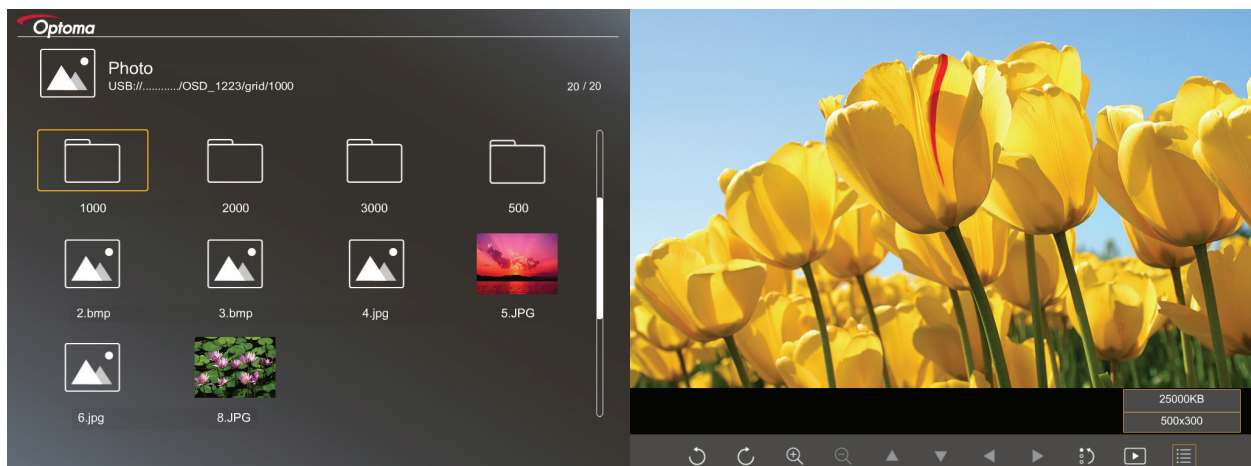 Optoma
Photo
USB://.........../OSD_1223/grid/1000
20 / 20
1000
2000
3000
500
2.bmp
3.bmp
4.jpg
5.JPG
6.jpg
8.JPG
25000KB
500x300